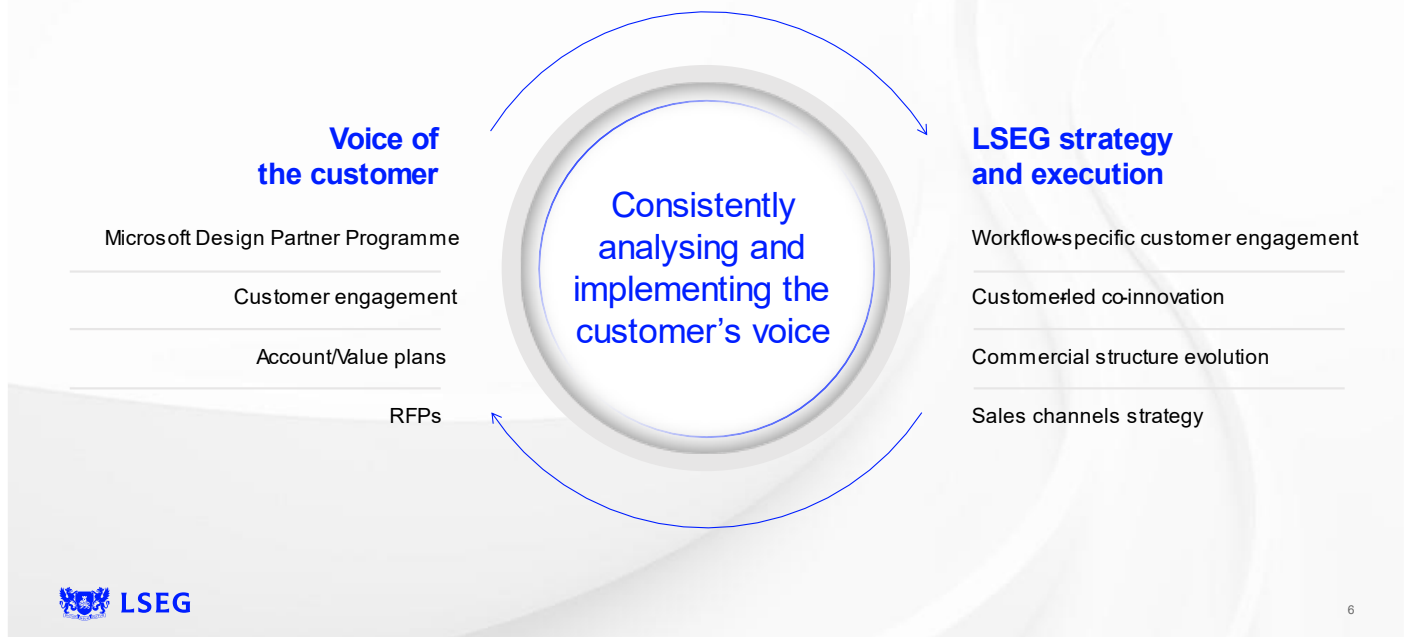 Voice of
the customer
Microsoft Design Partner Programme
Customer engagement
Account/Value plans
RFPs
Consistently
analysing and
implementing the
customer's voice
LSEG strategy
and execution
Workflow-specific customer engagement
Customer-led co-innovation
Commercial structure evolution
Sales channels strategy
LSEG
6